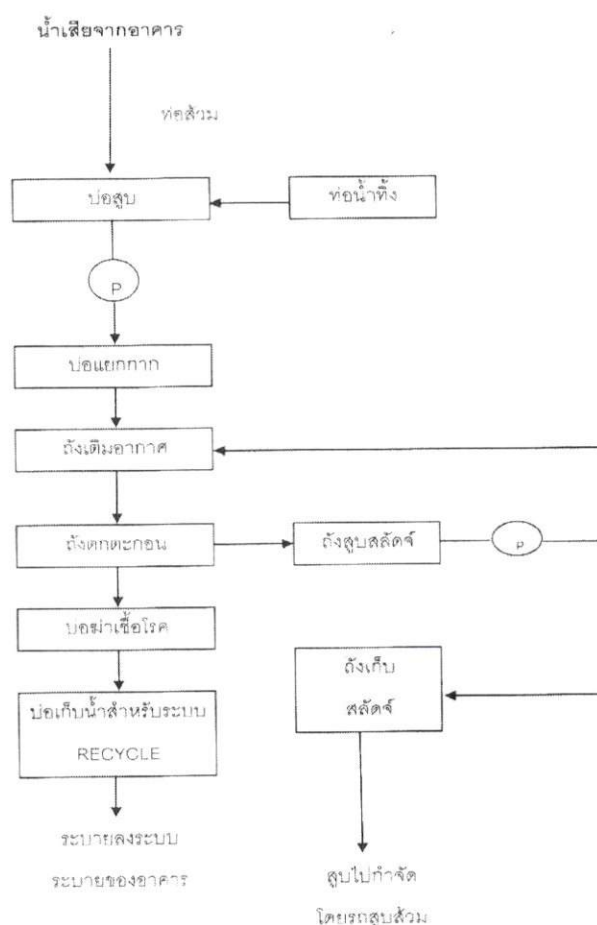 น้ำเสียจากอาคาร
ท่อส้วม
บ่อสูบ
ท่อน้ำทิ้ง
P
บ่อแยกกาก
ถังเติมอากาศ
ถังตกตะกอน
ถังสูบสลัดจ์
P
บอฆ่าเชื้อโรค
ถังเก็บ
สลัดจ์
บ่อเก็บน้ำสำหรับระบบ
RECYCLE
ระบายลงระบบ
ระบายของอาคาร
สูบไปกำจัด
โดยรถสูบส้วม